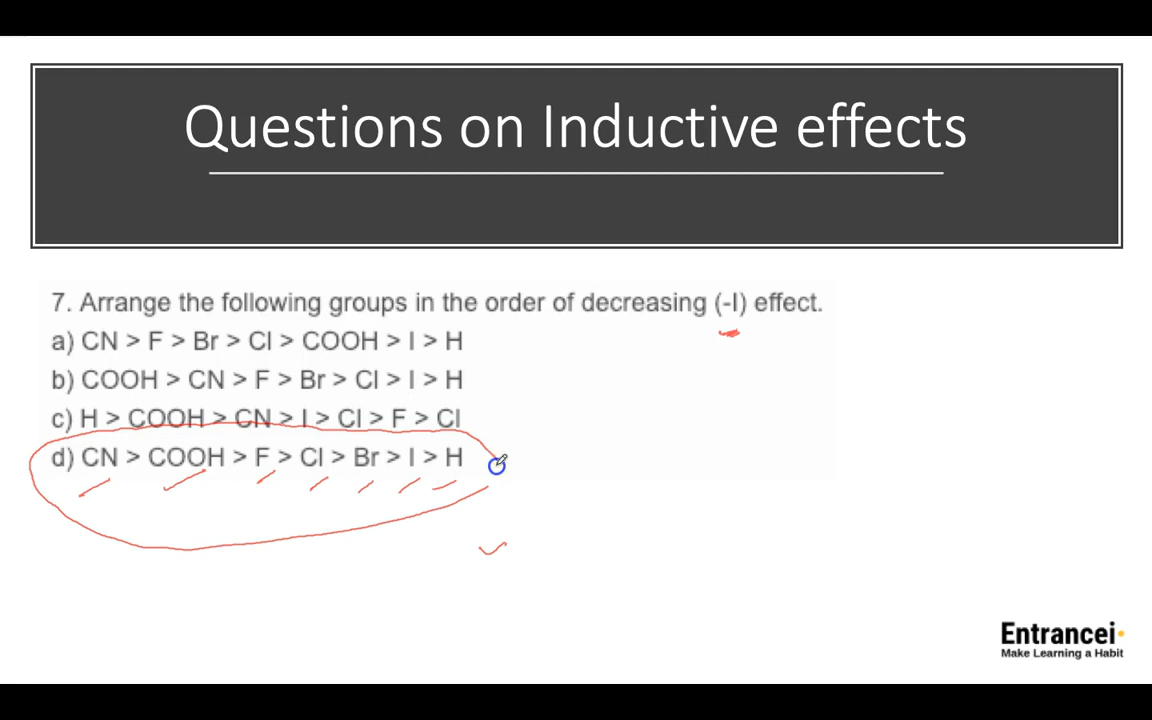 Questions on Inductive effects
7. Arrange the following groups in the order of decreasing (-I) effect.
a) CN > F > Br > Cl > COOH > I > H
b) COOH > CN > F > Br > Cl > I > H
c) H > COOH > CN > I > Cl > F > Cl
d) CN > COOH > F > Cl > Br > I > H
Entrancei
Make Learning a Habit